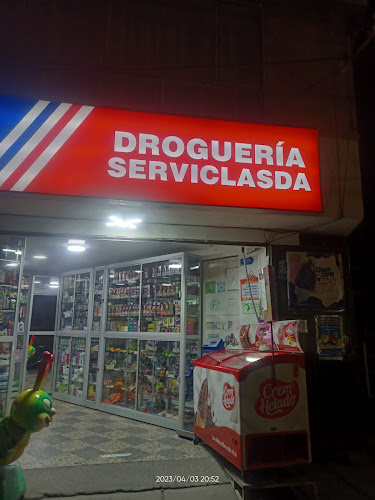 DROGUERÍA
SERVICLASDA
Crem
Helado
2023/04/03 20:52